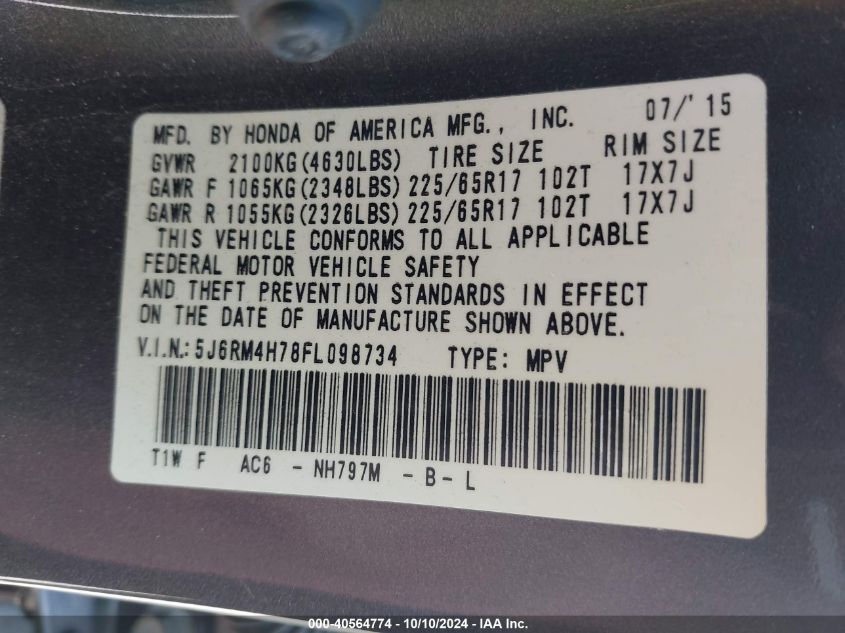 MFD. BY HONDA OF AMERICA MFG., INC. 07/'15
GVWR 2100KG(4630LBS) TIRE SIZE RIM SIZE
GAWR F 1065KG(2348LBS) 225/65R17 102T 17X7J
GAWR R 1055KG(2326LBS) 225/65R17 102T 17X7J
THIS VEHICLE CONFORMS TO ALL APPLICABLE
FEDERAL MOTOR VEHICLE SAFETY
AND THEFT PREVENTION STANDARDS IN EFFECT
ON THE DATE OF MANUFACTURE SHOWN ABOVE.
V.I.N.: 5J6RM4H78FL098734 TYPE: MPV
T1W F AC6 - NH797M - B - L
000-40564774 - 10/10/2024 - IAA Inc.